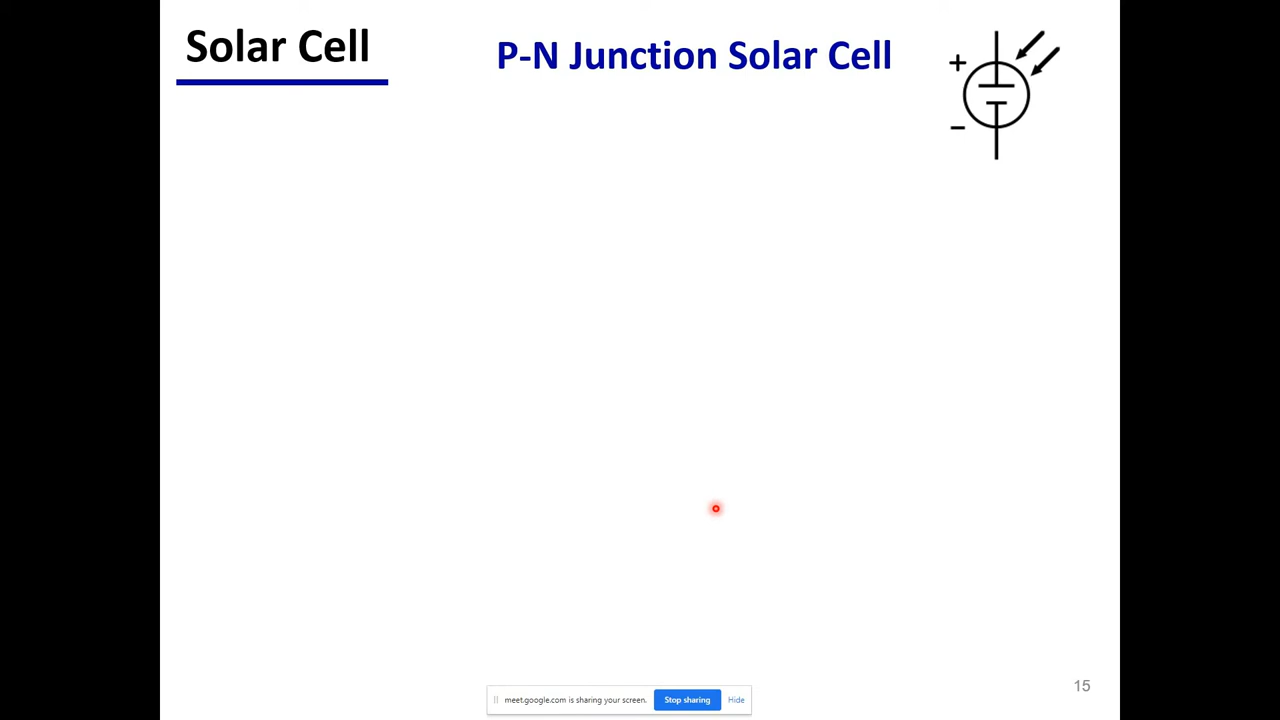 Solar Cell
P-N Junction Solar Cell
+
−
15
meet.google.com is sharing your screen.
Stop sharing
Hide